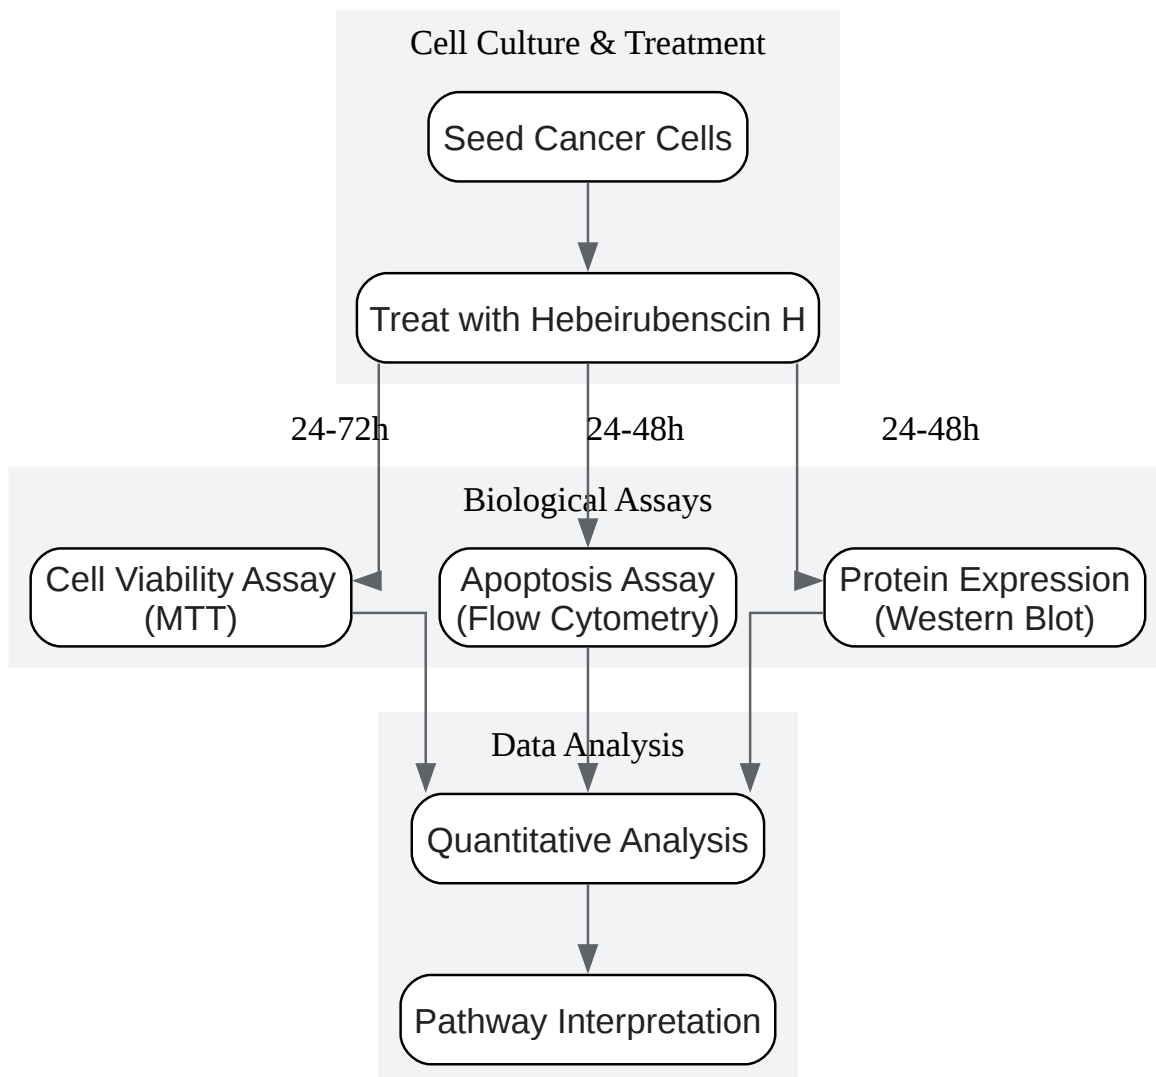 Cell Culture & Treatment
Seed Cancer Cells
Treat with Hebeirubenscin H
24-72h
24-48h
24-48h
Biological Assays
Cell Viability Assay
(MTT)
Apoptosis Assay
(Flow Cytometry)
Protein Expression
(Western Blot)
Data Analysis
Quantitative Analysis
Pathway Interpretation